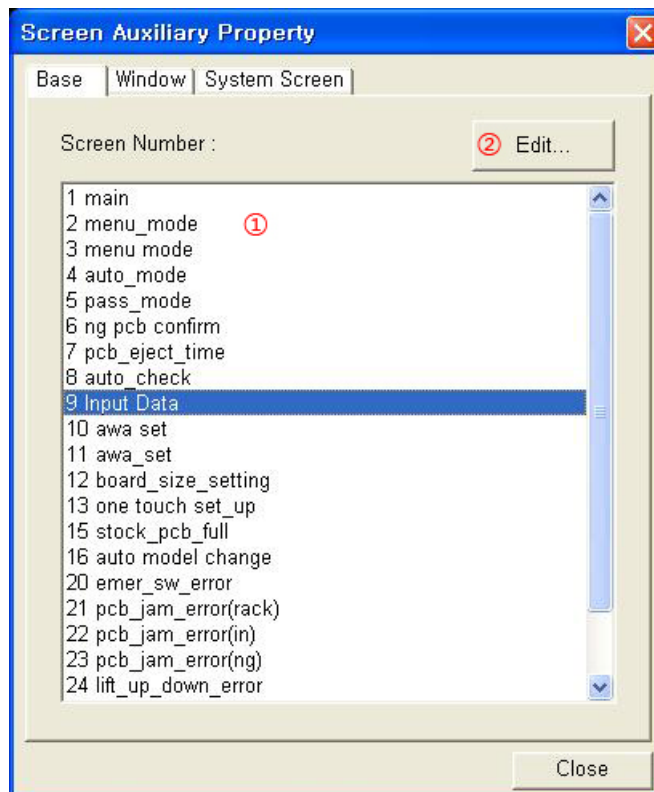 Screen Auxiliary Property
Base Window System Screen
Screen Number :
② Edit...
1 main
2 menu_mode ①
3 menu mode
4 auto_mode
5 pass_mode
6 ng pcb confirm
7 pcb_eject_time
8 auto_check
9 Input Data
10 awa set
11 awa_set
12 board_size_setting
13 one touch set_up
15 stock_pcb_full
16 auto model change
20 emer_sw_error
21 pcb_jam_error(rack)
22 pcb_jam_error(in)
23 pcb_jam_error(ng)
24 lift_up_down_error
Close